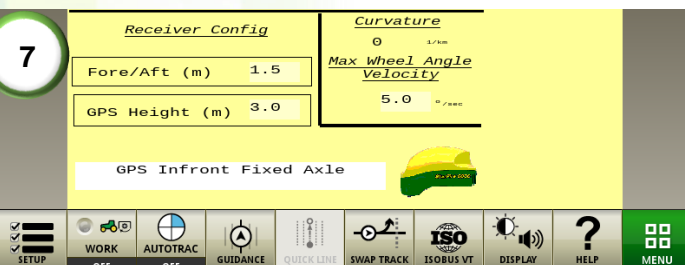 7
Receiver Config
Fore/Aft (m) 1.5
GPS Height (m) 3.0
Curvature
0 1/km
Max Wheel Angle
Velocity
5.0 °/sec
GPS Infront Fixed Axle
SETUP
WORK
OFF
AUTOTRAC
OFF
GUIDANCE
QUICK LINE
SWAP TRACK
ISO
ISOBUS VT
DISPLAY
?
HELP
MENU